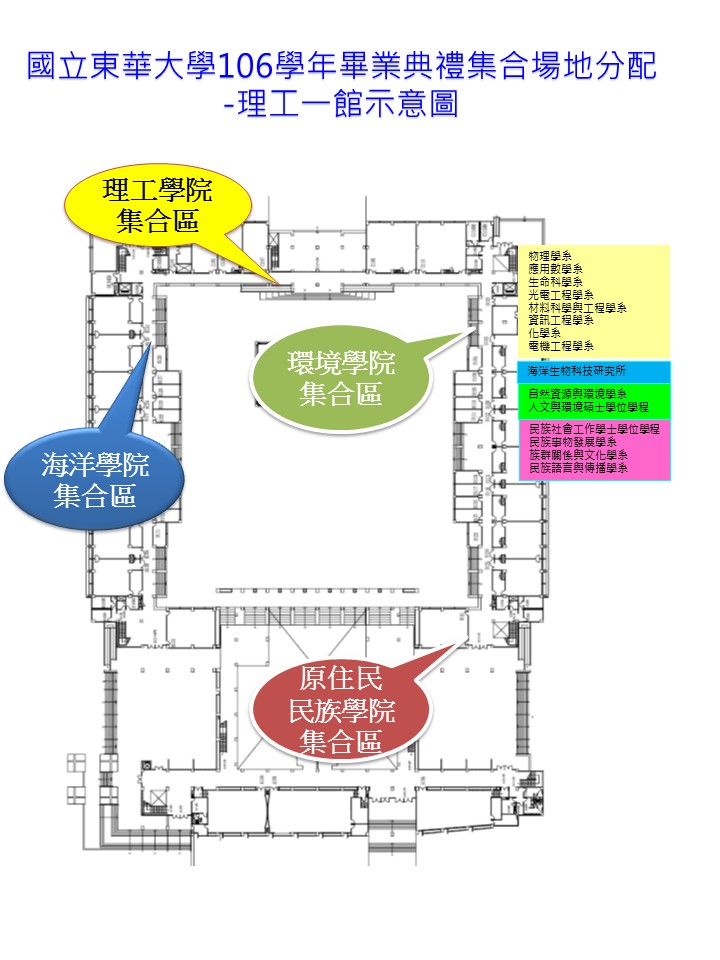 國立東華大學106學年畢業典禮集合場地分配
-理工一館示意圖
理工學院
集合區
環境學院
集合區
海洋學院
集合區
原住民
民族學院
集合區
物理學系
應用數學系
生命科學系
光電工程學系
材料科學與工程學系
資訊工程學系
化學系
電機工程學系
海洋生物科技研究所
自然資源與環境學系
人文與環境碩士學位學程
民族社會工作學士學位學程
民族事物發展學系
族群關係與文化學系
民族語言與傳播學系